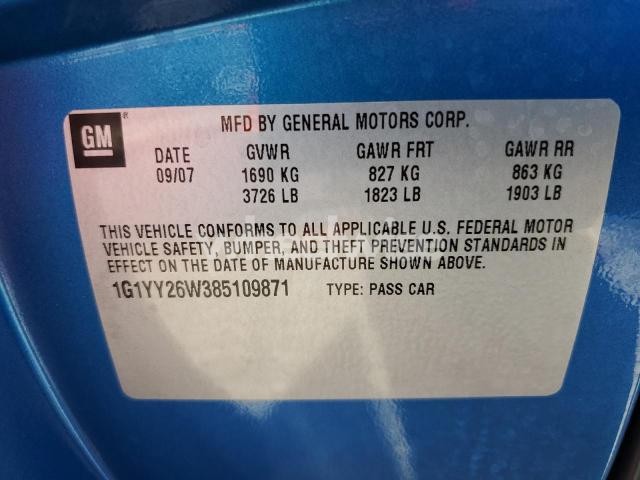 GM®
MFD BY GENERAL MOTORS CORP.
DATE GVWR GAWR FRT GAWR RR
09/07 1690 KG 827 KG 863 KG
3726 LB 1823 LB 1903 LB
THIS VEHICLE CONFORMS TO ALL APPLICABLE U.S. FEDERAL MOTOR
VEHICLE SAFETY, BUMPER, AND THEFT PREVENTION STANDARDS IN
EFFECT ON THE DATE OF MANUFACTURE SHOWN ABOVE.
1G1YY26W385109871 TYPE: PASS CAR